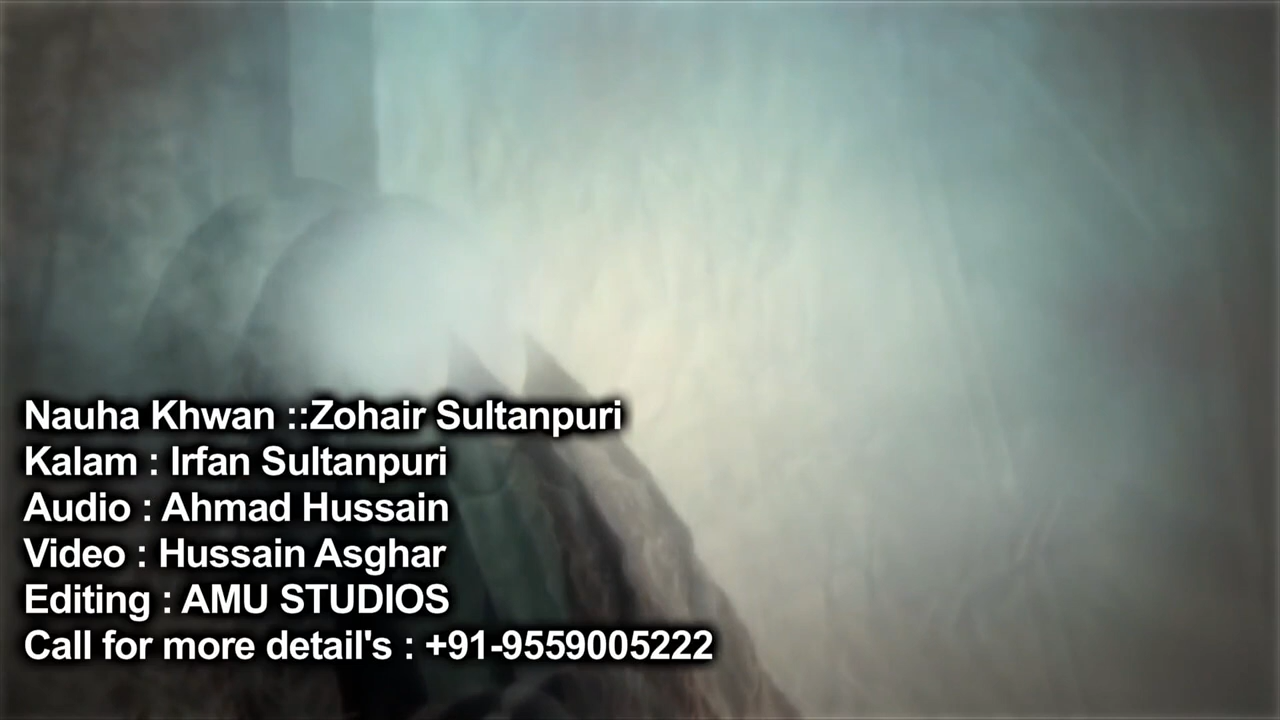 Nauha Khwan ::Zohair Sultanpuri
Kalam : Irfan Sultanpuri
Audio : Ahmad Hussain
Video : Hussain Asghar
Editing : AMU STUDIOS
Call for more detail's : +91-9559005222